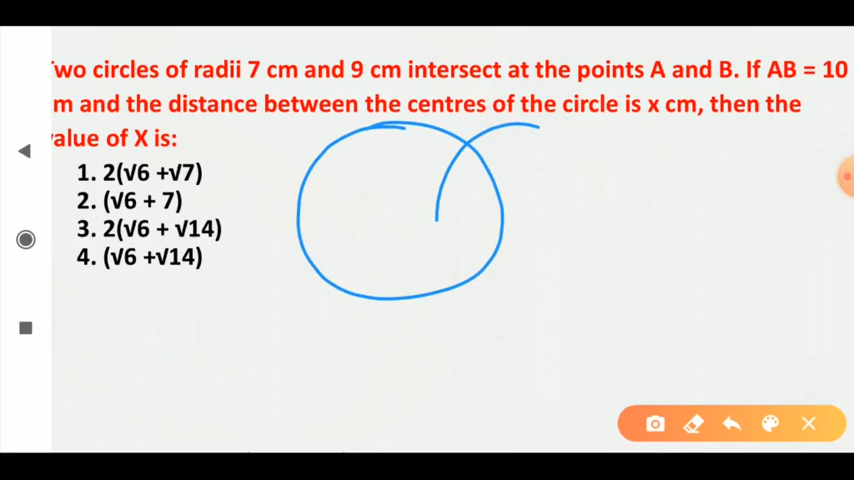 Two circles of radii 7 cm and 9 cm intersect at the points A and B. If AB = 10
m and the distance between the centres of the circle is x cm, then the
value of X is:
1. 2(√6 +√7)
2. (√6 + 7)
3. 2(√6 + √14)
4. (√6 +√14)